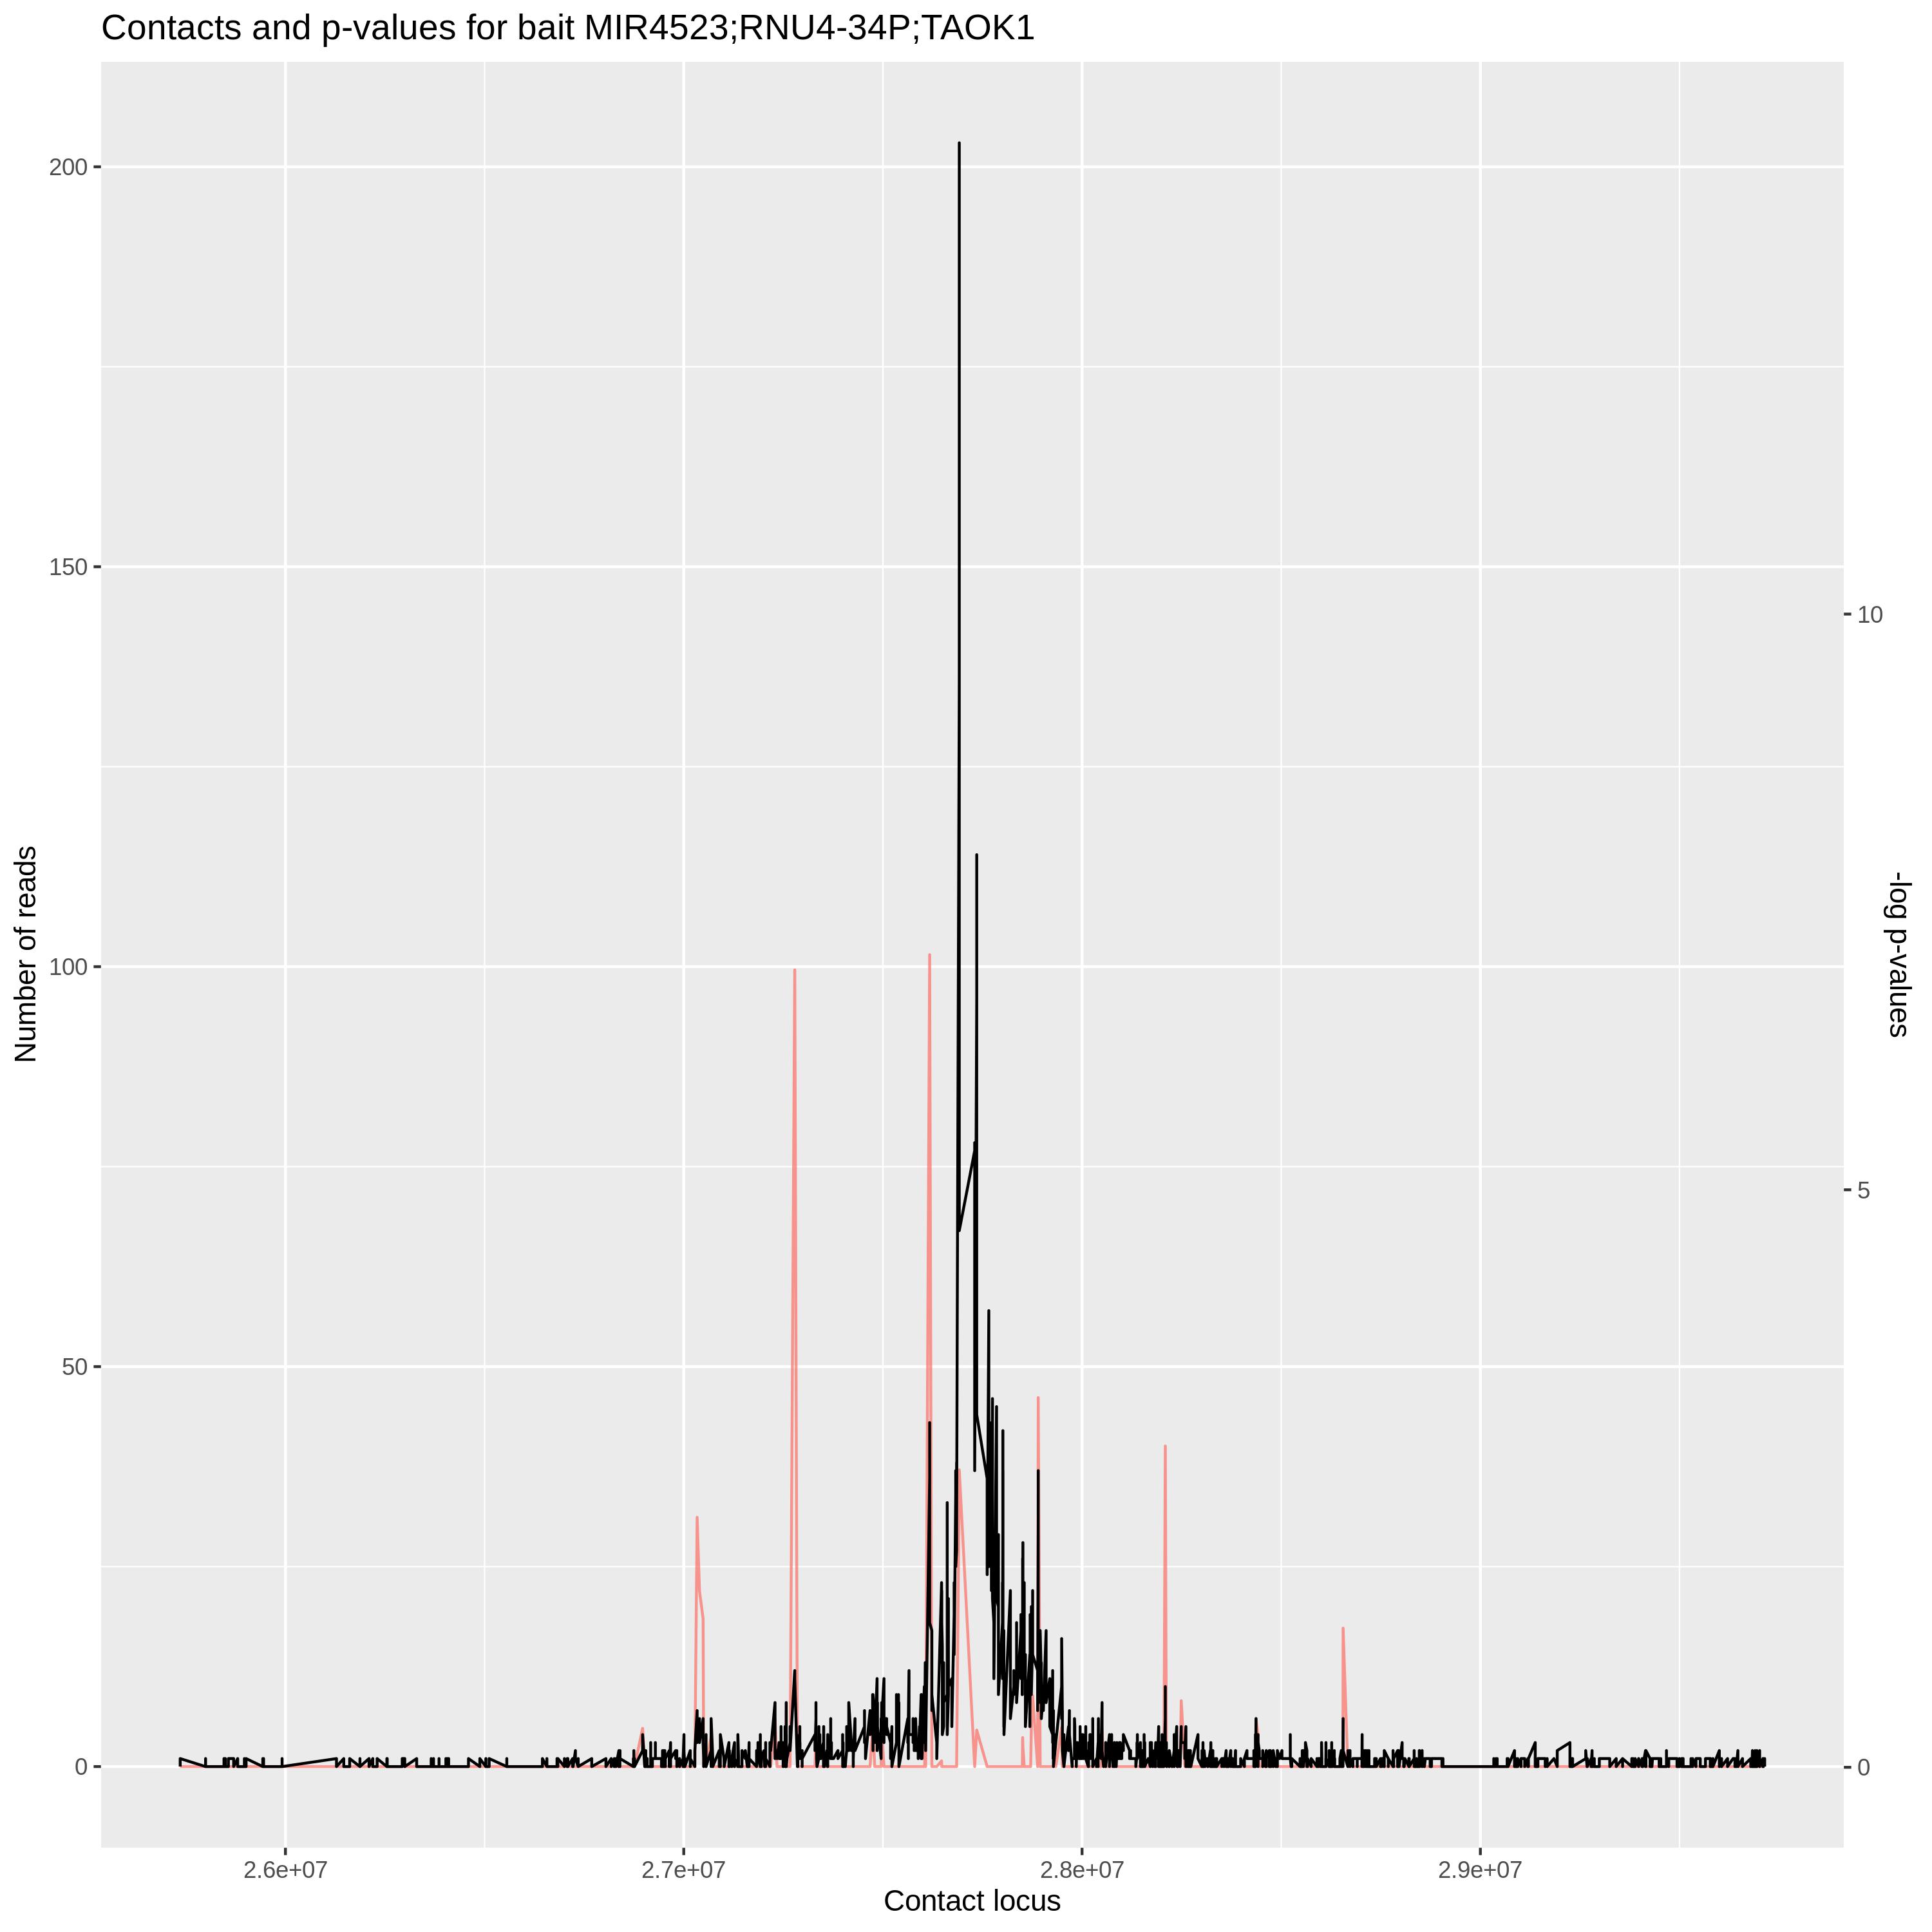 Contacts and p-values for bait MIR4523;RNU4-34P;TAOK1
200
150
100
50
0
Number of reads
10
5
0
-log p-values
2.6e+07
2.7e+07
2.8e+07
2.9e+07
Contact locus